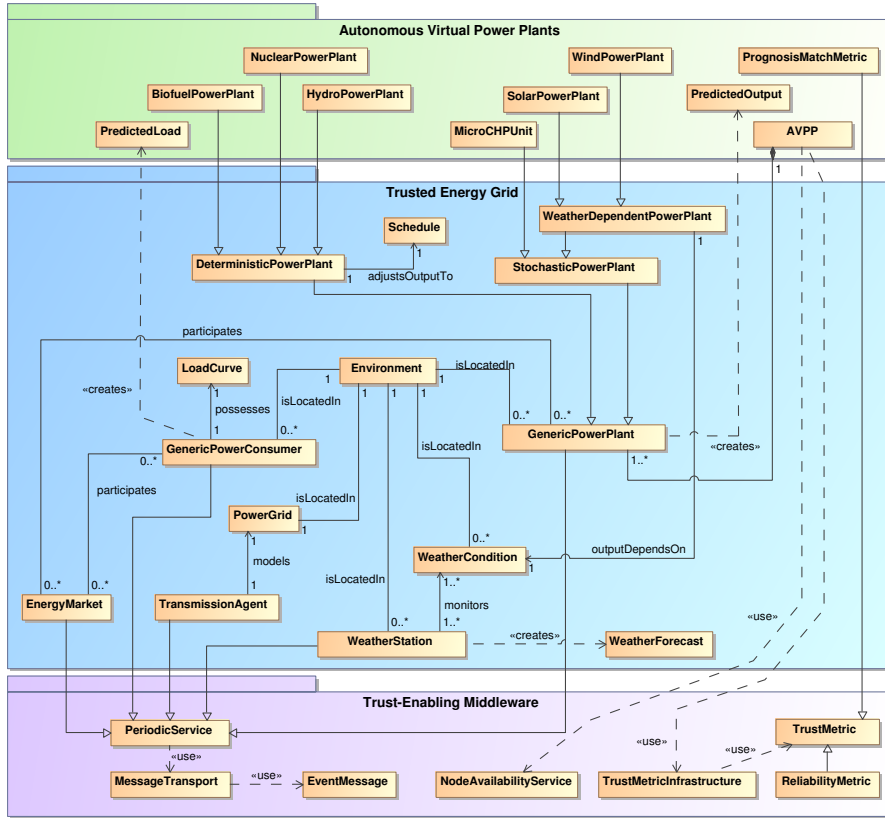 Autonomous Virtual Power Plants
NuclearPowerPlant
WindPowerPlant
PrognosisMatchMetric
BiofuelPowerPlant
HydroPowerPlant
SolarPowerPlant
PredictedOutput
PredictedLoad
MicroCHPUnit
AVPP
1
Trusted Energy Grid
Schedule
WeatherDependentPowerPlant
1
1
DeterministicPowerPlant
1
adjustsOutputTo
StochasticPowerPlant
participates
LoadCurve
Environment
isLocatedIn
1
1
1
1
1
1
«creates»
possesses
isLocatedIn
1
0..*
0..*
0..*
GenericPowerConsumer
GenericPowerPlant
isLocatedIn
«creates»
0..*
1..*
participates
isLocatedIn
PowerGrid
1
1
0..*
outputDependsOn
WeatherCondition
1
models
isLocatedIn
1..*
0..*
0..*
1
monitors
EnergyMarket
TransmissionAgent
«use»
0..*
1..*
WeatherStation
«creates»
WeatherForecast
Trust-Enabling Middleware
PeriodicService
TrustMetric
«use»
«use»
«use»
MessageTransport
«use»
EventMessage
NodeAvailabilityService
TrustMetricInfrastructure
ReliabilityMetric